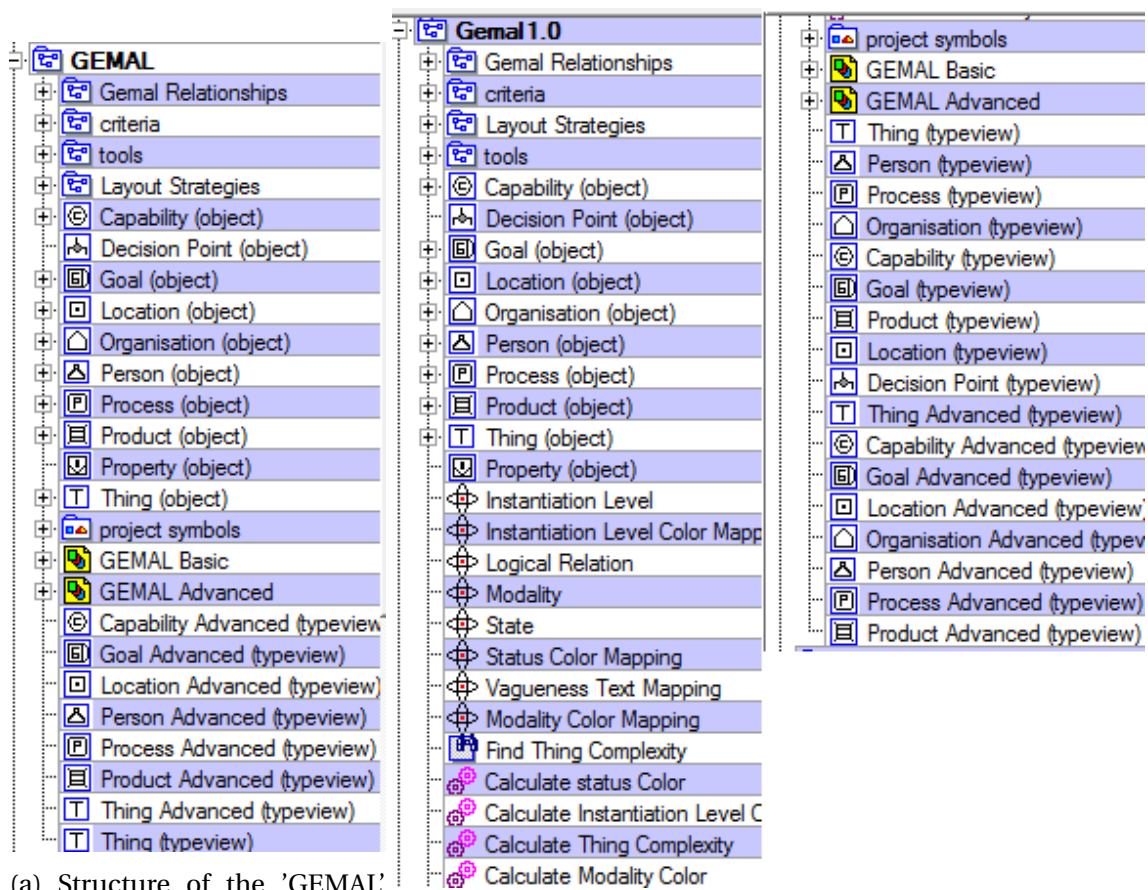 GEMAL
Gemal Relationships
criteria
tools
Layout Strategies
Capability (object)
Decision Point (object)
Goal (object)
Location (object)
Organisation (object)
Person (object)
Process (object)
Product (object)
Property (object)
Thing (object)
project symbols
GEMAL Basic
GEMAL Advanced
Capability Advanced (typeview
Goal Advanced (typeview)
Location Advanced (typeview)
Person Advanced (typeview)
Process Advanced (typeview)
Product Advanced (typeview)
Thing Advanced (typeview)
Thing (typeview)
(a) Structure of the 'GEMAL'
Gemal1.0
Gemal Relationships
criteria
Layout Strategies
tools
Capability (object)
Decision Point (object)
Goal (object)
Location (object)
Organisation (object)
Person (object)
Process (object)
Product (object)
Thing (object)
Property (object)
Instantiation Level
Instantiation Level Color Mapp
Logical Relation
Modality
State
Status Color Mapping
Vagueness Text Mapping
Modality Color Mapping
Find Thing Complexity
Calculate status Color
Calculate Instantiation Level C
Calculate Thing Complexity
Calculate Modality Color
project symbols
GEMAL Basic
GEMAL Advanced
Thing (typeview)
Person (typeview)
Process (typeview)
Organisation (typeview)
Capability (typeview)
Goal (typeview)
Product (typeview)
Location (typeview)
Decision Point (typeview)
Thing Advanced (typeview)
Capability Advanced (typeview
Goal Advanced (typeview)
Location Advanced (typeview)
Organisation Advanced (typev
Person Advanced (typeview)
Process Advanced (typeview)
Product Advanced (typeview)